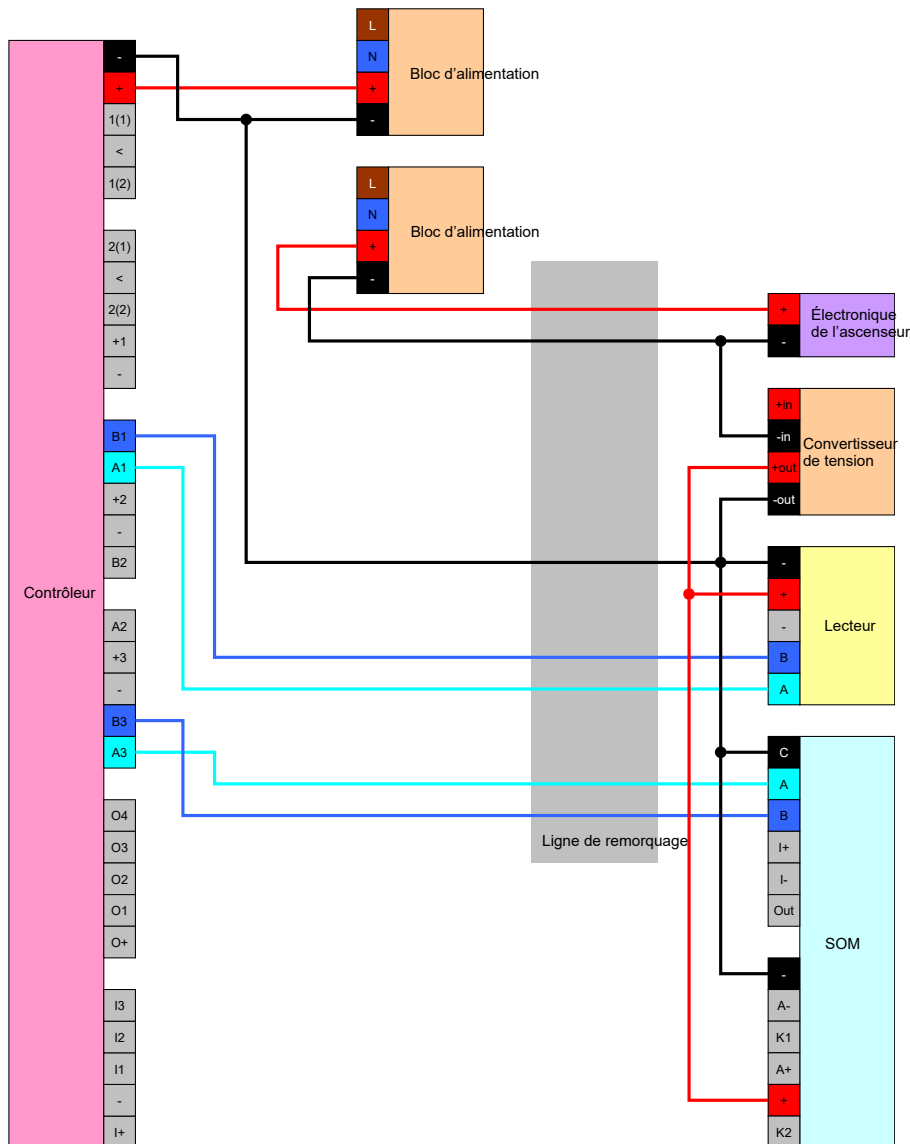 L
N
+
-
Bloc d’alimentation
-
+
1(1)
<
1(2)
2(1)
<
2(2)
+1
-
B1
A1
+2
-
B2
A2
+3
-
B3
A3
O4
O3
O2
O1
O+
I3
I2
I1
-
I+
Contrôleur
L
N
+
-
Bloc d’alimentation
Ligne de remorquage
+
-
Électronique
de l’ascenseur
+in
-in
+out
-out
Convertisseur
de tension
-
+
-
B
A
Lecteur
C
A
B
I+
I-
Out
-
A-
K1
A+
+
K2
SOM